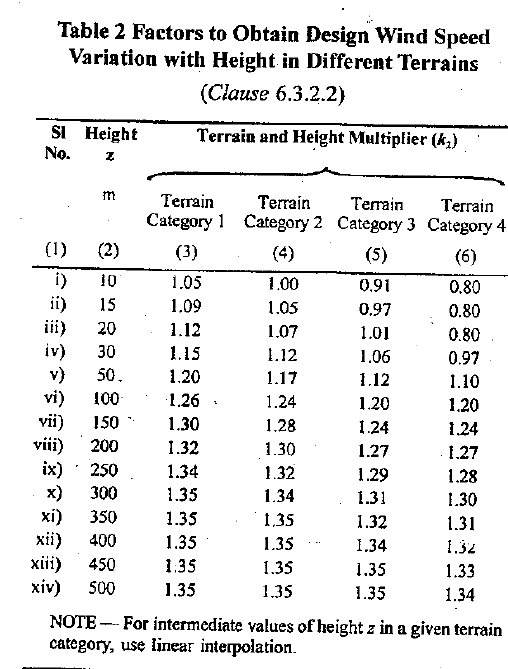 Table 2 Factors to Obtain Design Wind Speed
Variation with Height in Different Terrains
(Clause 6.3.2.2)
Sl Height Terrain and Height Multiplier (k₂)
No. z
m Terrain Terrain Terrain Terrain
Category 1 Category 2 Category 3 Category 4
(1) (2) (3) (4) (5) (6)
i) 10 1.05 1.00 0.91 0.80
ii) 15 1.09 1.05 0.97 0.80
iii) 20 1.12 1.07 1.01 0.80
iv) 30 1.15 1.12 1.06 0.97
v) 50 1.20 1.17 1.12 1.10
vi) 100 1.26 1.24 1.20 1.20
vii) 150 1.30 1.28 1.24 1.24
viii) 200 1.32 1.30 1.27 1.27
ix) 250 1.34 1.32 1.29 1.28
x) 300 1.35 1.34 1.31 1.30
xi) 350 1.35 1.35 1.32 1.31
xii) 400 1.35 1.35 1.34 1.32
xiii) 450 1.35 1.35 1.35 1.33
xiv) 500 1.35 1.35 1.35 1.34
NOTE — For intermediate values of height z in a given terrain
category, use linear interpolation.